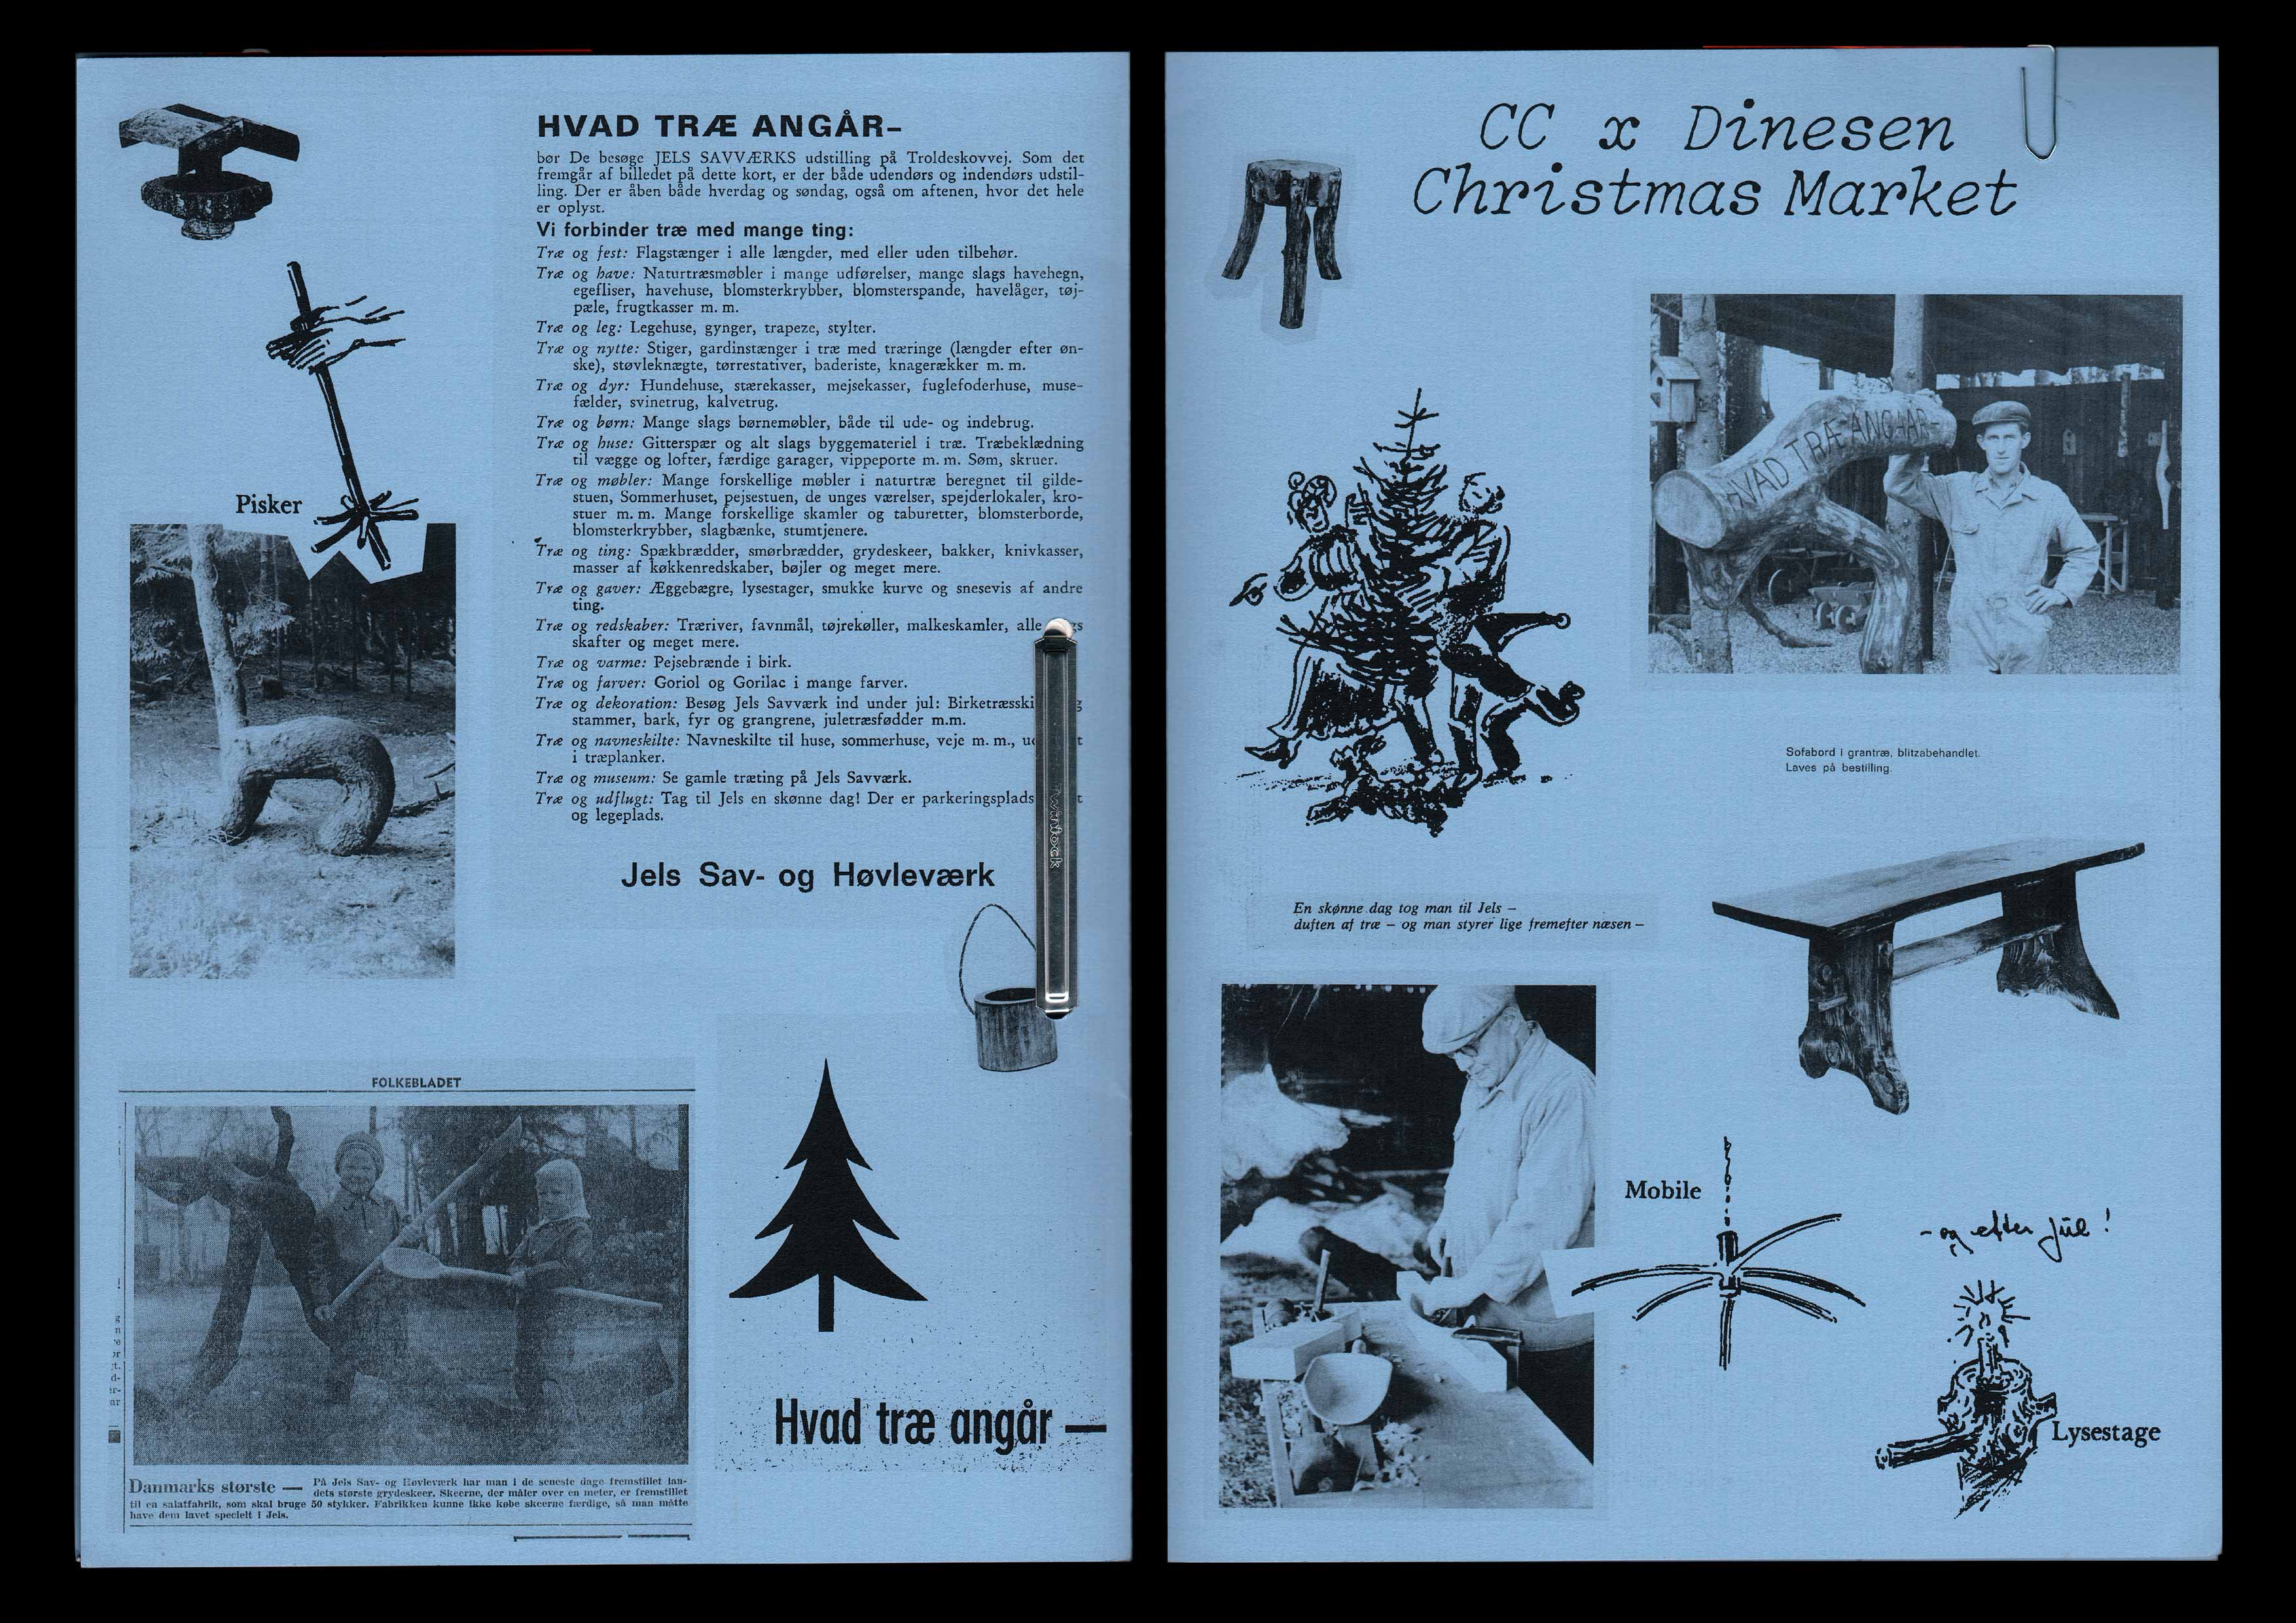 HVAD TRÆ ANGÅR–
bør De besøge JELS SAVVÆRKS udstilling på Troldeskovvej. Som det
fremgår af billedet på dette kort, er der både udendørs og indendørs udstil-
ling. Der er åben både hverdag og søndag, også om aftenen, hvor det hele
er oplyst.
Vi forbinder træ med mange ting:
Træ og fest: Flagstænger i alle længder, med eller uden tilbehør.
Træ og have: Naturtræsmøbler i mange udførelser, mange slags havehegn,
egefliser, havehuse, blomsterkrybber, blomsterspande, havelåger, tøj-
pæle, frugtkasser m. m.
Træ og leg: Legehuse, gynger, trapeze, stylter.
Træ og nytte: Stiger, gardinstænger i træ med træringe (længder efter øn-
ske), støvleknægte, tørrestativer, baderiste, knagerækker m. m.
Træ og dyr: Hundehuse, stærekasser, mejsekasser, fuglefoderhuse, muse-
fælder, svinetrug, kalvetrug.
Træ og børn: Mange slags børnemøbler, både til ude- og indebrug.
Træ og huse: Gitterspær og alt slags byggemateriel i træ. Træbeklædning
til vægge og lofter, færdige garager, vippeporte m. m. Søm, skruer.
Træ og møbler: Mange forskellige møbler i naturtræ beregnet til gilde-
stuen, Sommerhuset, pejsestuen, de unges værelser, spejderlokaler, kro-
stuer m. m. Mange forskellige skamler og taburetter, blomsterborde,
blomsterkrybber, slagbænke, stumtjenere.
Træ og ting: Spækbrædder, smørbrædder, grydeskeer, bakker, knivkasser,
masser af køkkenredskaber, bøjler og meget mere.
Træ og gaver: Æggebægre, lysestager, smukke kurve og snesevis af andre
ting.
Træ og redskaber: Træriver, favnmål, tøjrekøller, malkeskamler, alle
skafter og meget mere.
Træ og varme: Pejsebrænde i birk.
Træ og farver: Goriol og Gorilac i mange farver.
Træ og dekoration: Besøg Jels Savværk ind under jul: Birketræsski
stammer, bark, fyr og grangrene, juletræsfødder m.m.
Træ og navneskilte: Navneskilte til huse, sommerhuse, veje m. m.,
i træplanker.
Træ og museum: Se gamle træting på Jels Savværk.
Træ og udflugt: Tag til Jels en skønne dag! Der er parkeringsplads
og legeplads.
Jels Sav- og Høvleværk
Pisker
Twinlock
FOLKEBLADET
Danmarks største — På Jels Sav- og Høvleværk har man i de seneste dage fremstillet lan-
dets største grydeskeer. Skeerne, der måler over en meter, er fremstillet
til en salatfabrik, som skal bruge 50 stykker. Fabrikken kunne ikke købe skeerne færdige, så man måtte
have dem lavet specielt i Jels.
Hvad træ angår —
CC x Dinesen
Christmas Market
HVAD TRÆ ANGAAR-
Sofabord i grantræ, blitzabehandlet.
Laves på bestilling.
En skønne dag tog man til Jels –
duften af træ – og man styrer lige fremefter næsen –
Mobile
- og efter jul!
Lysestage